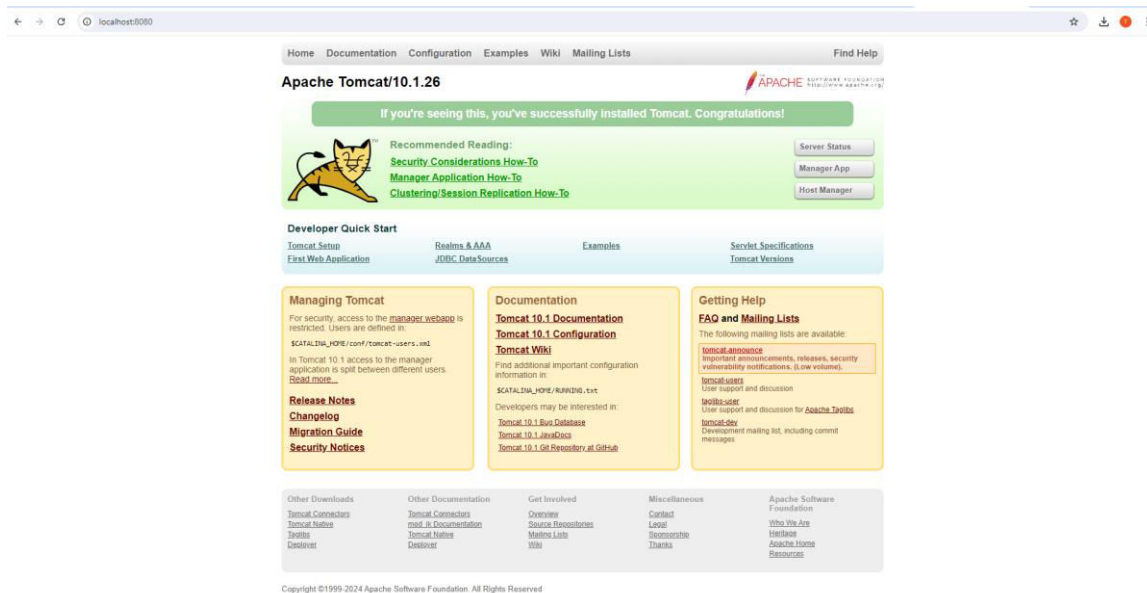 localhost:8080
Home Documentation Configuration Examples Wiki Mailing Lists Find Help
Apache Tomcat/10.1.26
THE APACHE SOFTWARE FOUNDATION
http://www.apache.org/
If you're seeing this, you've successfully installed Tomcat. Congratulations!
TM
Recommended Reading:
Security Considerations How-To
Manager Application How-To
Clustering/Session Replication How-To
Server Status
Manager App
Host Manager
Developer Quick Start
Tomcat Setup
First Web Application
Realms & AAA
JDBC DataSources
Examples
Servlet Specifications
Tomcat Versions
Managing Tomcat
For security, access to the manager webapp is
restricted. Users are defined in:
$CATALINA_HOME/conf/tomcat-users.xml
In Tomcat 10.1 access to the manager
application is split between different users.
Read more...
Release Notes
Changelog
Migration Guide
Security Notices
Documentation
Tomcat 10.1 Documentation
Tomcat 10.1 Configuration
Tomcat Wiki
Find additional important configuration
information in:
$CATALINA_HOME/RUNNING.txt
Developers may be interested in:
Tomcat 10.1 Bug Database
Tomcat 10.1 JavaDocs
Tomcat 10.1 Git Repository at GitHub
Getting Help
FAQ and Mailing Lists
The following mailing lists are available:
tomcat-announce
Important announcements, releases, security
vulnerability notifications. (Low volume).
tomcat-users
User support and discussion
taglibs-user
User support and discussion for Apache Taglibs
tomcat-dev
Development mailing list, including commit
messages
Other Downloads
Tomcat Connectors
Tomcat Native
Taglibs
Deployer
Other Documentation
Tomcat Connectors
mod_jk Documentation
Tomcat Native
Deployer
Get Involved
Overview
Source Repositories
Mailing Lists
Wiki
Miscellaneous
Contact
Legal
Sponsorship
Thanks
Apache Software
Foundation
Who We Are
Heritage
Apache Home
Resources
Copyright ©1999-2024 Apache Software Foundation. All Rights Reserved